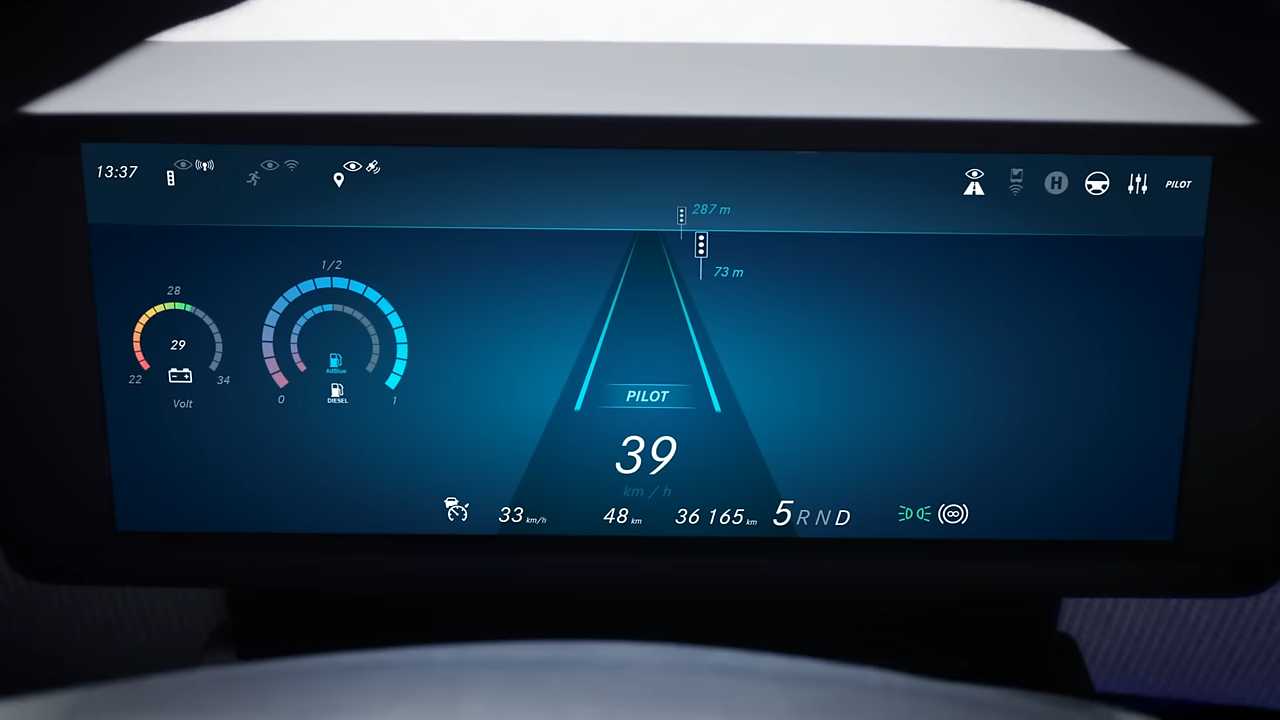 13:37
H
PILOT
287 m
73 m
1/2
28
29
22
34
Volt
AdBlue
DIESEL
0
1
PILOT
39
km / h
33 km/h
48 km
36 165 km
5 R N D